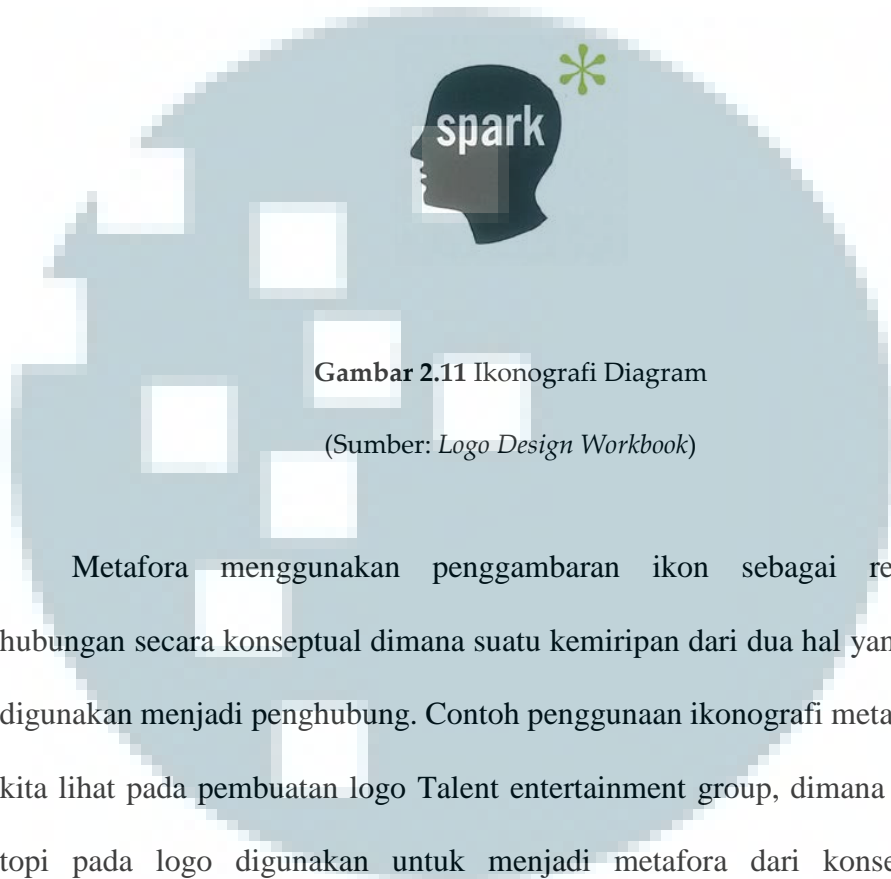 spark
Gambar 2.11 Ikonografi Diagram
(Sumber: Logo Design Workbook)
Metafora menggunakan penggambaran ikon sebagai re
hubungan secara konseptual dimana suatu kemiripan dari dua hal yan
digunakan menjadi penghubung. Contoh penggunaan ikonografi meta
kita lihat pada pembuatan logo Talent entertainment group, dimana
topi pada logo digunakan untuk menjadi metafora dari konse